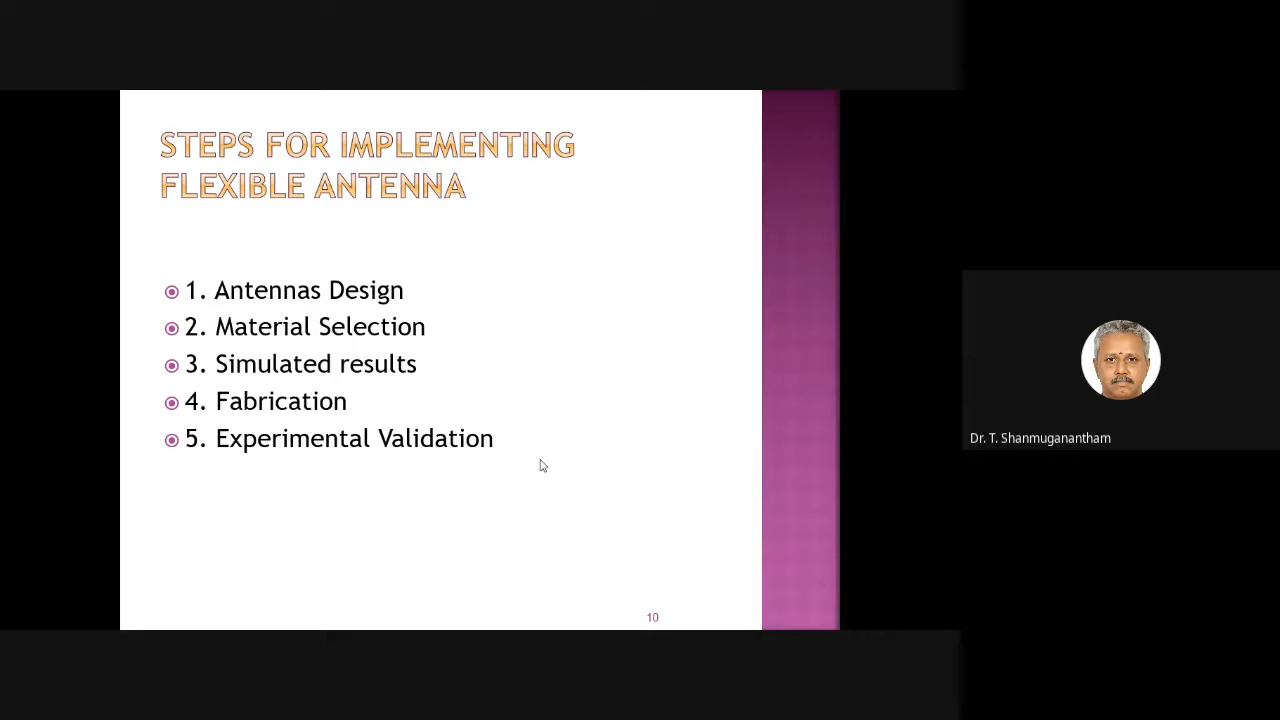 STEPS FOR IMPLEMENTING
FLEXIBLE ANTENNA
1. Antennas Design
2. Material Selection
3. Simulated results
4. Fabrication
5. Experimental Validation
10
Dr. T. Shanmuganantham